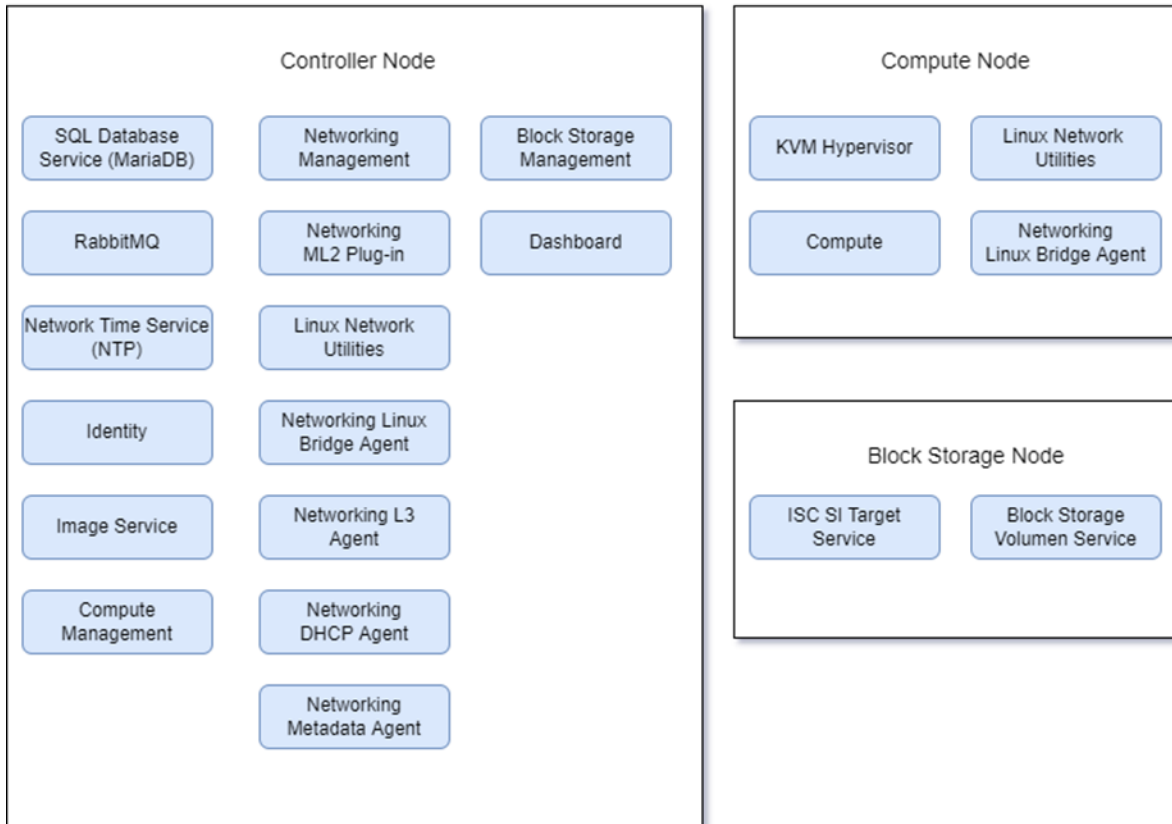 Controller Node
SQL Database
Service (MariaDB)
RabbitMQ
Network Time Service
(NTP)
Identity
Image Service
Compute
Management
Networking
Management
Networking
ML2 Plug-in
Linux Network
Utilities
Networking Linux
Bridge Agent
Networking L3
Agent
Networking
DHCP Agent
Networking
Metadata Agent
Block Storage
Management
Dashboard
Compute Node
KVM Hypervisor
Compute
Linux Network
Utilities
Networking
Linux Bridge Agent
Block Storage Node
ISC SI Target
Service
Block Storage
Volumen Service